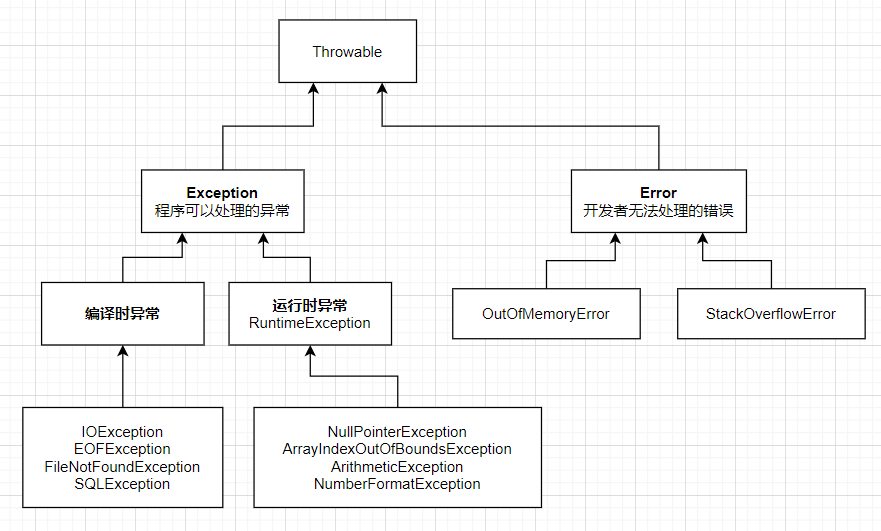 Throwable
Exception
程序可以处理的异常
Error
开发者无法处理的错误
编译时异常
运行时异常
RuntimeException
OutOfMemoryError
StackOverflowError
IOException
EOFException
FileNotFoundException
SQLException
NullPointerException
ArrayIndexOutOfBoundsException
ArithmeticException
NumberFormatException